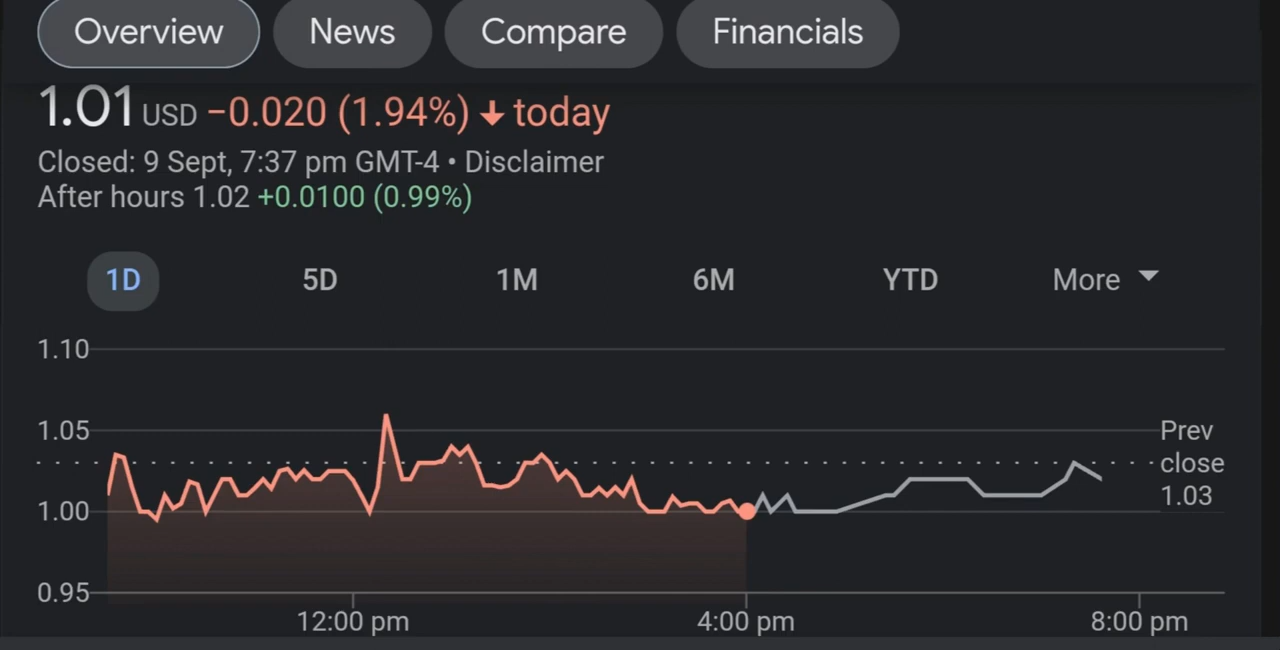 Overview News Compare Financials
1.01 USD −0.020 (1.94%) ↓ today
Closed: 9 Sept, 7:37 pm GMT-4 • Disclaimer
After hours 1.02 +0.0100 (0.99%)
1D 5D 1M 6M YTD More
1.10
1.05
1.00
0.95
Prev
close
1.03
12:00 pm 4:00 pm 8:00 pm